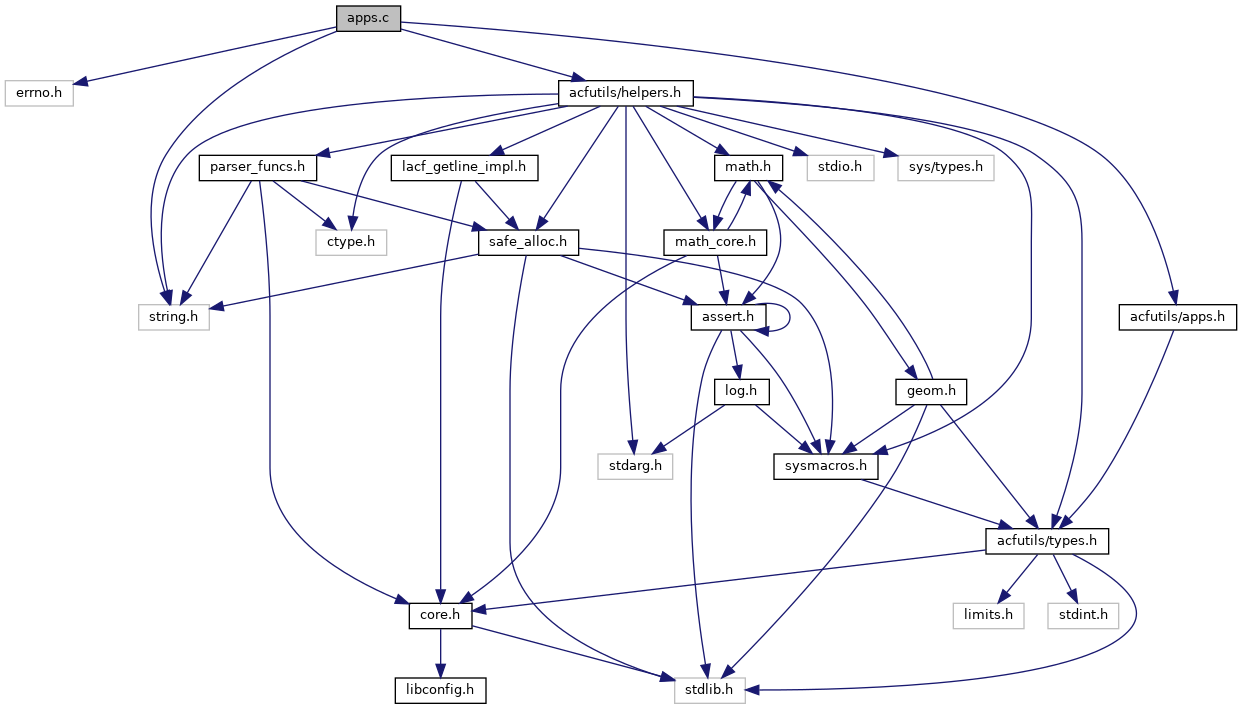 apps.c
errno.h
acfutils/helpers.h
parser_funcs.h
lacf_getline_impl.h
math.h
stdio.h
sys/types.h
ctype.h
safe_alloc.h
math_core.h
string.h
assert.h
acfutils/apps.h
log.h
geom.h
stdarg.h
sysmacros.h
acfutils/types.h
core.h
limits.h
stdint.h
libconfig.h
stdlib.h